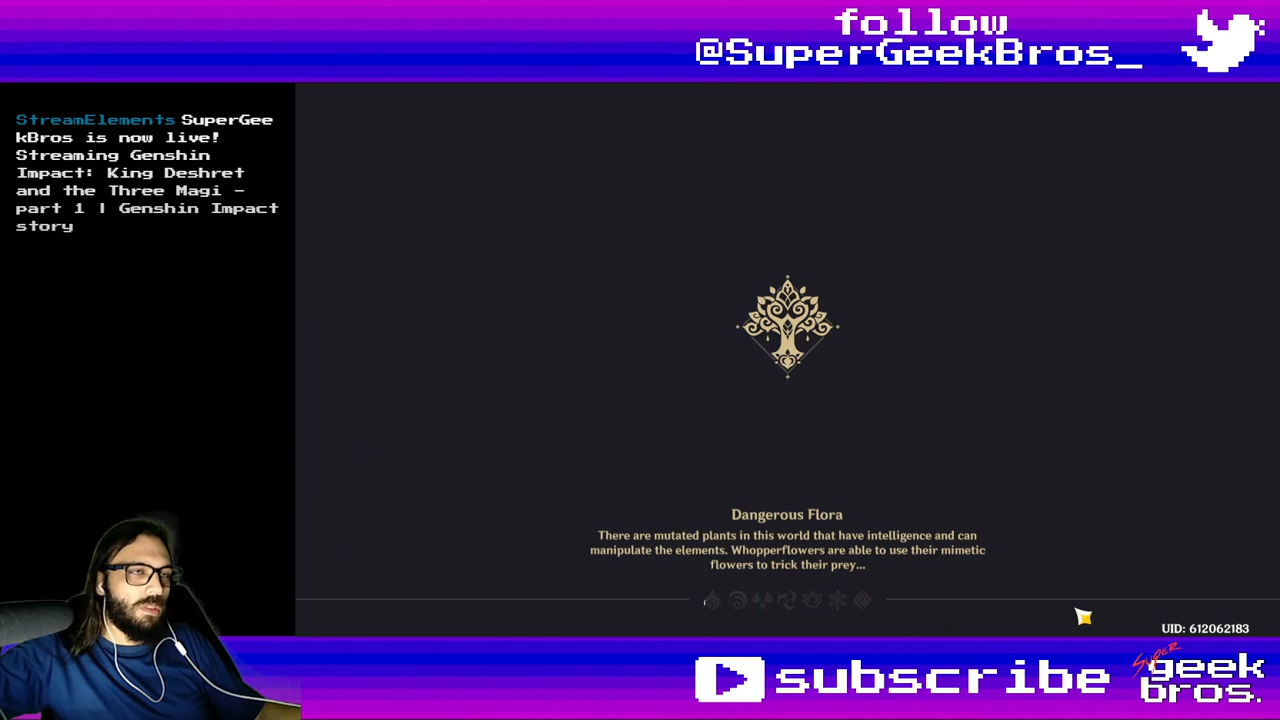 follow
@SuperGeekBros_
StreamElements SuperGee
kBros is now live!
Streaming Genshin
Impact: King Deshret
and the Three Magi -
part 1 | Genshin Impact
story
Dangerous Flora
There are mutated plants in this world that have intelligence and can
manipulate the elements. Whopperflowers are able to use their mimetic
flowers to trick their prey...
UID: 612062183
subscribe
SUPER
geek
bros.